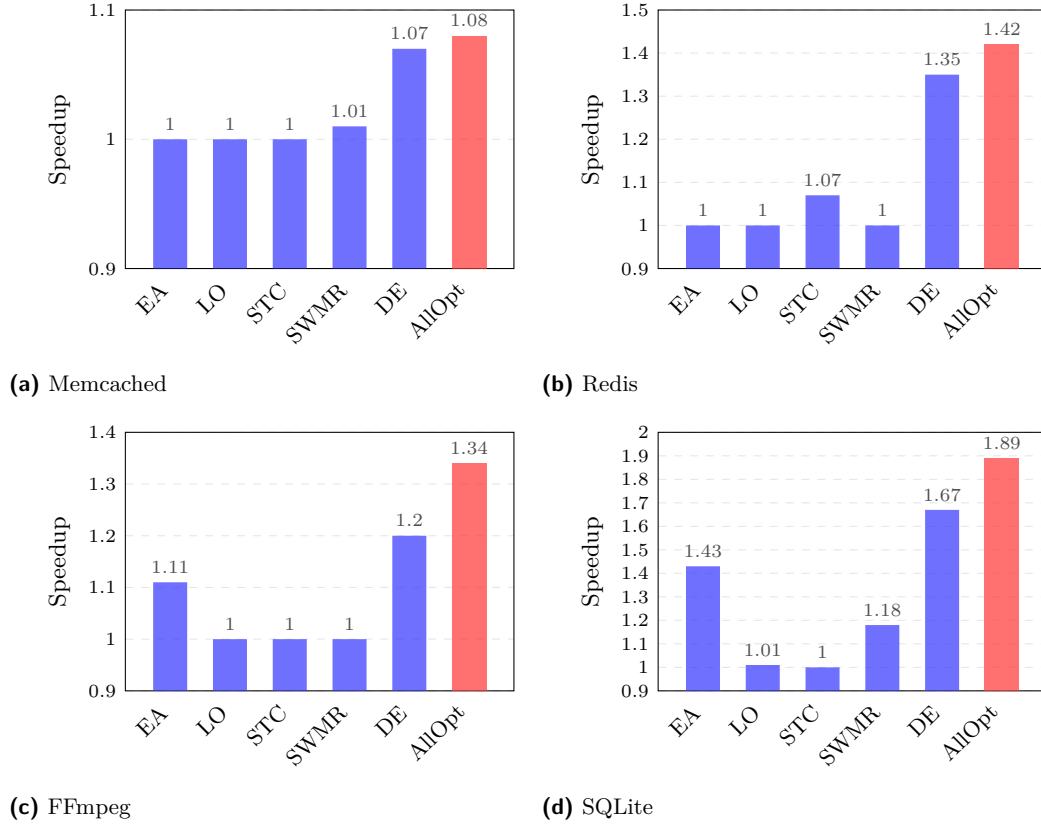 Speedup
1.1
1
0.9
1
1
1
1.01
1.07
1.08
EA
LO
STC
SWMR
DE
AllOpt
(a) Memcached
Speedup
1.5
1.4
1.3
1.2
1.1
1
0.9
1
1
1.07
1
1.35
1.42
EA
LO
STC
SWMR
DE
AllOpt
(b) Redis
Speedup
1.4
1.3
1.2
1.1
1
0.9
1.11
1
1
1
1.2
1.34
EA
LO
STC
SWMR
DE
AllOpt
(c) FFmpeg
Speedup
2
1.9
1.8
1.7
1.6
1.5
1.4
1.3
1.2
1.1
1
0.9
1.43
1.01
1
1.18
1.67
1.89
EA
LO
STC
SWMR
DE
AllOpt
(d) SQLite